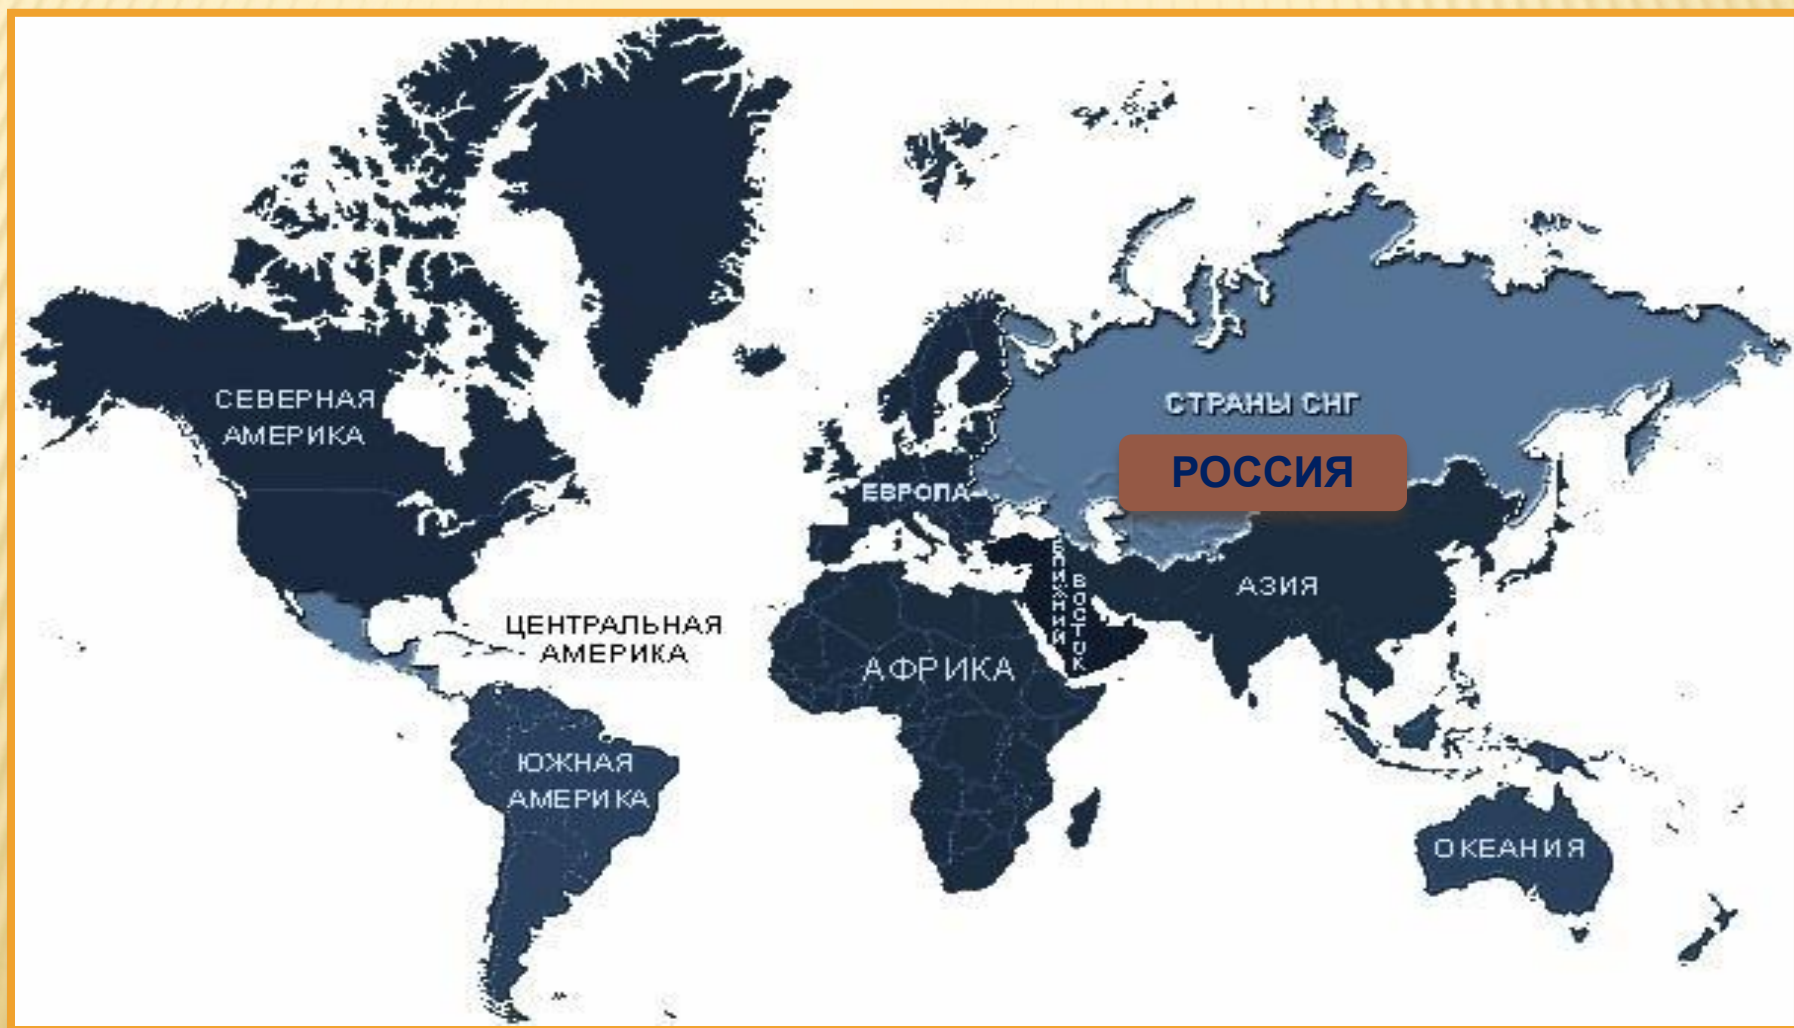 СЕВЕРНАЯ
АМЕРИКА
СТРАНЫ СНГ
РОССИЯ
ЕВРОПА
БЛИЖНИЙ
ВОСТОК
АЗИЯ
ЦЕНТРАЛЬНАЯ
АМЕРИКА
АФРИКА
ЮЖНАЯ
АМЕРИКА
ОКЕАНИЯ